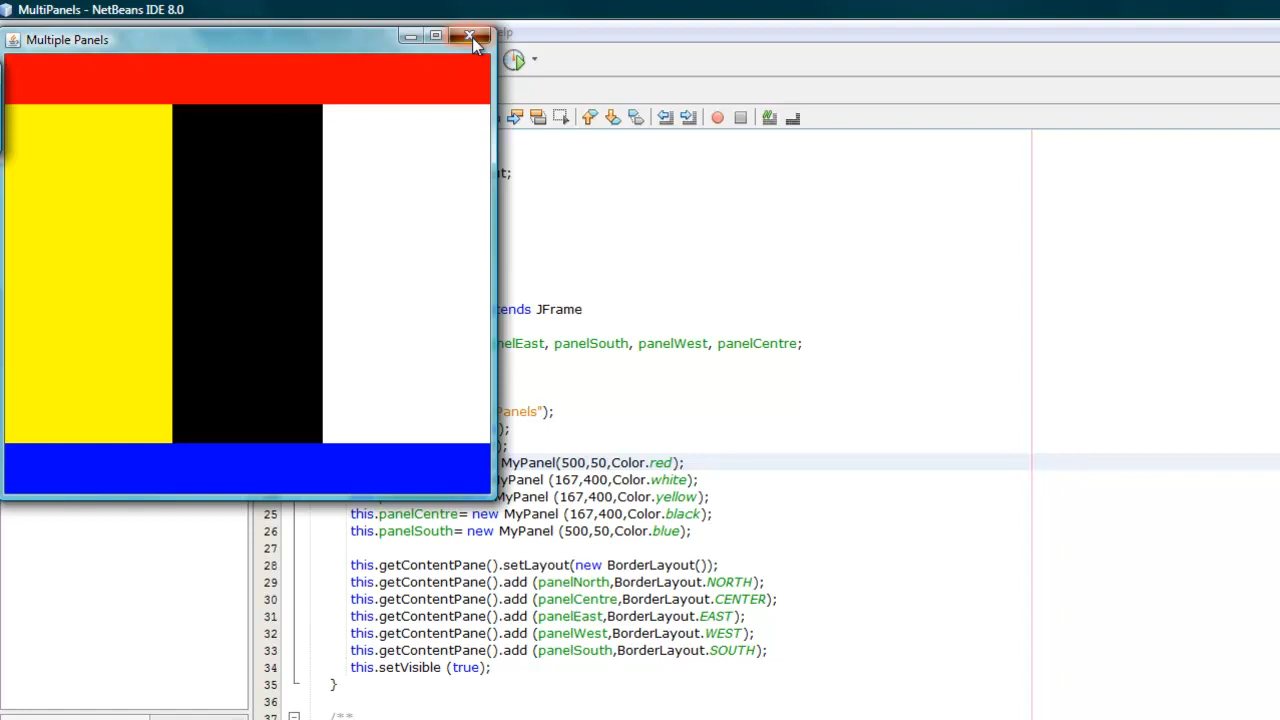 MultiPanels - NetBeans IDE 8.0
Multiple Panels
tends JFrame
panelSouth, panelWest, panelCentre;
Panels");
MyPanel(500,50,Color.red);
MyPanel (167,400,Color.white);
MyPanel (167,400,Color.yellow);
25 this.panelCentre= new MyPanel (167,400,Color.black);
26 this.panelSouth= new MyPanel (500,50,Color.blue);
27
28 this.getContentPane().setLayout(new BorderLayout());
29 this.getContentPane().add (panelNorth,BorderLayout.NORTH);
30 this.getContentPane().add (panelCentre,BorderLayout.CENTER);
31 this.getContentPane().add (panelEast,BorderLayout.EAST);
32 this.getContentPane().add (panelWest,BorderLayout.WEST);
33 this.getContentPane().add (panelSouth,BorderLayout.SOUTH);
34 this.setVisible (true);
35 }
36
37 /**